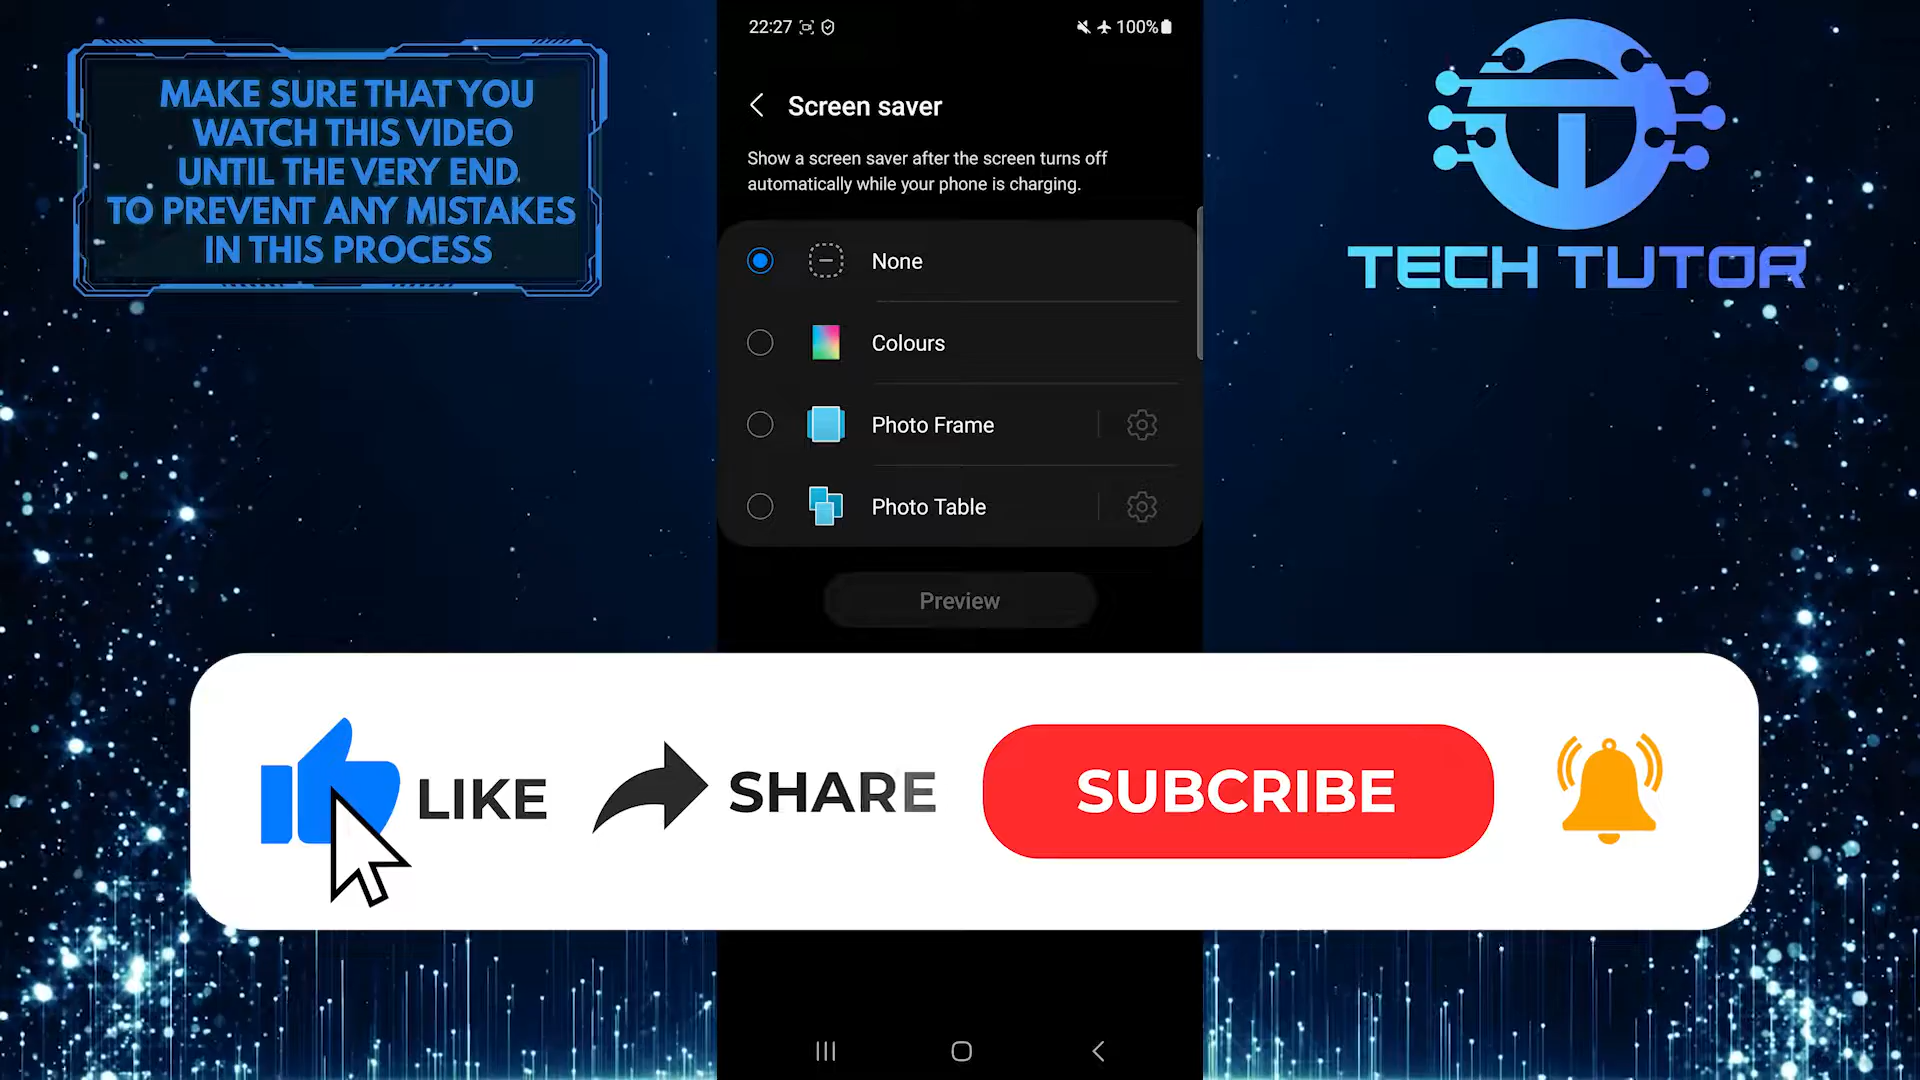 MAKE SURE THAT YOU
WATCH THIS VIDEO
UNTIL THE VERY END
TO PREVENT ANY MISTAKES
IN THIS PROCESS
22:27
100%
Screen saver
Show a screen saver after the screen turns off
automatically while your phone is charging.
None
Colours
Photo Frame
Photo Table
Preview
TECH TUTOR
LIKE
SHARE
SUBCRIBE